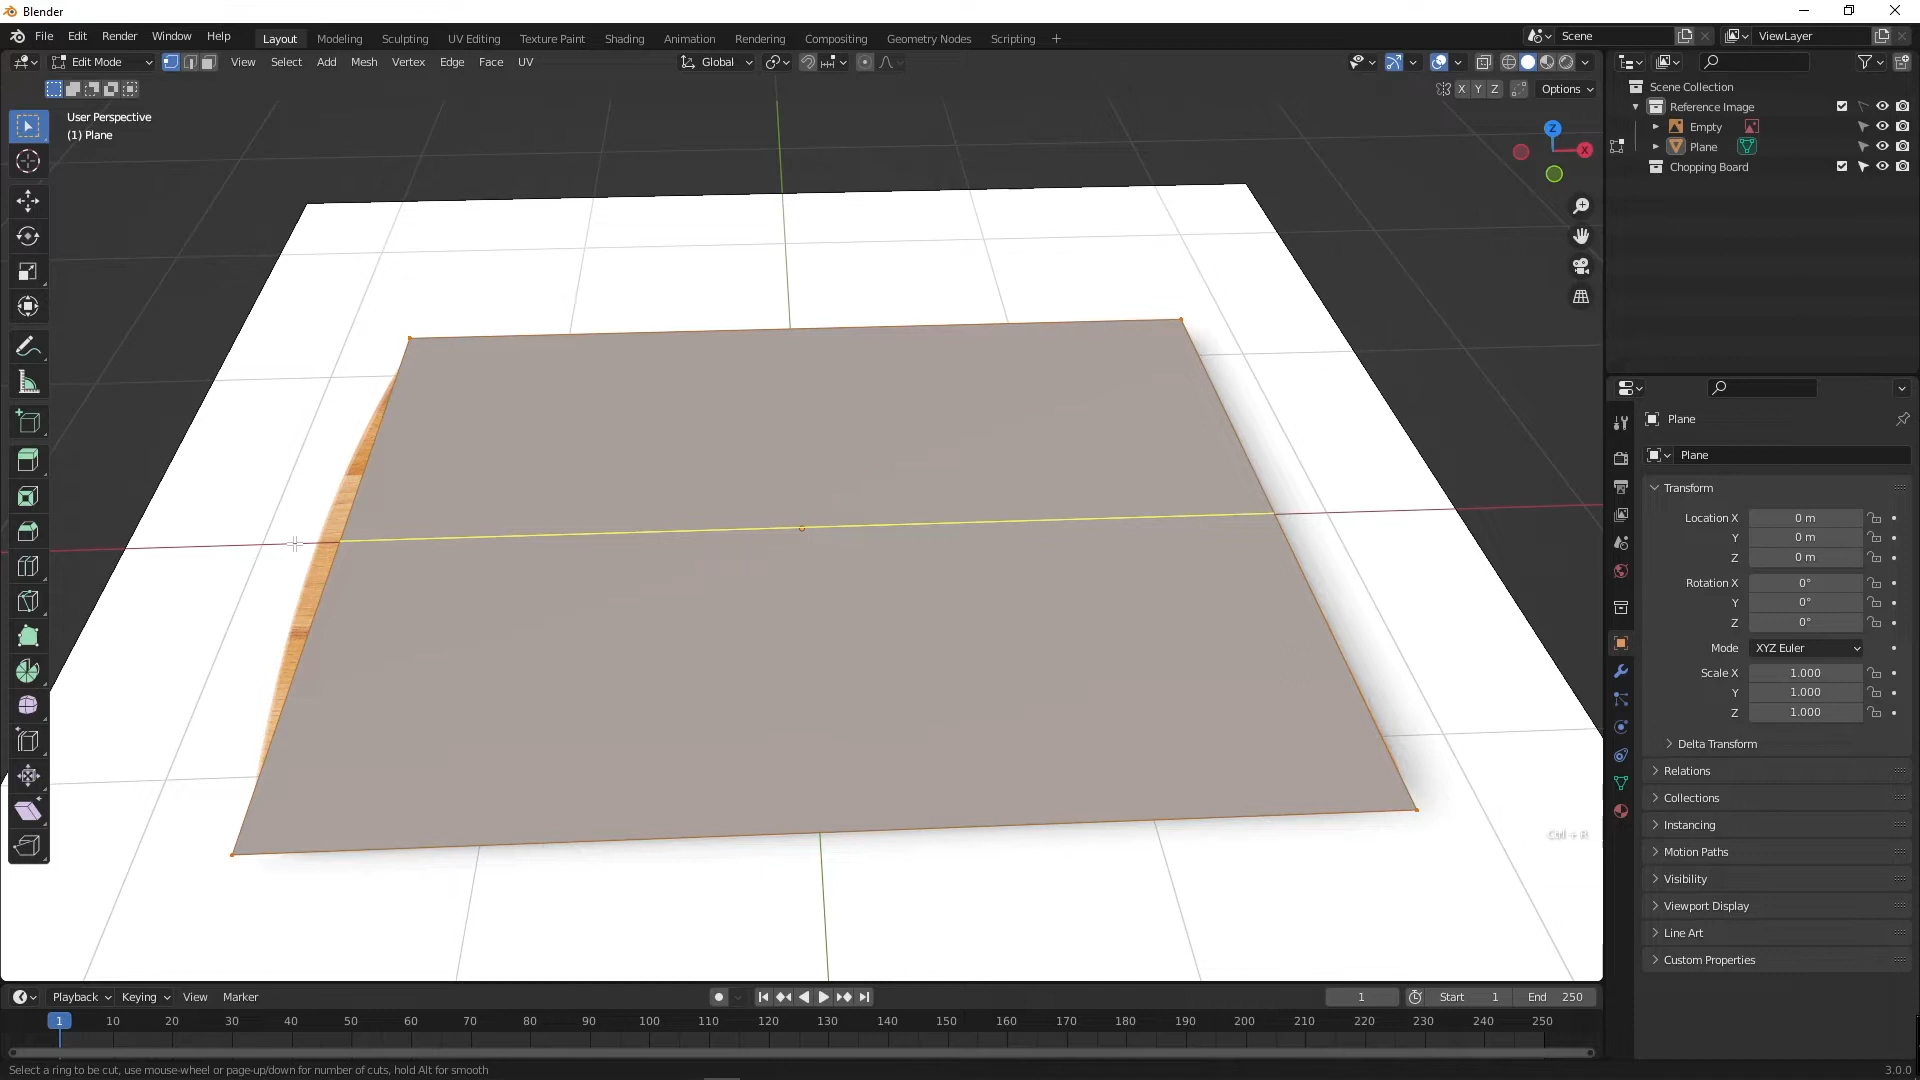 Blender
File Edit Render Window Help
Layout Modeling Sculpting UV Editing Texture Paint Shading Animation Rendering Compositing Geometry Nodes Scripting +
Scene
ViewLayer
Edit Mode
View Select Add Mesh Vertex Edge Face UV
Global
X Y Z
Options
User Perspective
(1) Plane
Z
X
Scene Collection
Reference Image
Empty
Plane
Chopping Board
Plane
Plane
Transform
Location X 0 m
Y 0 m
Z 0 m
Rotation X 0°
Y 0°
Z 0°
Mode XYZ Euler
Scale X 1.000
Y 1.000
Z 1.000
Delta Transform
Relations
Collections
Instancing
Motion Paths
Visibility
Viewport Display
Line Art
Custom Properties
Ctrl + R
Playback Keying View Marker
1
Start 1
End 250
1 10 20 30 40 50 60 70 80 90 100 110 120 130 140 150 160 170 180 190 200 210 220 230 240 250
Select a ring to be cut, use mouse-wheel or page-up/down for number of cuts, hold Alt for smooth
3.0.0